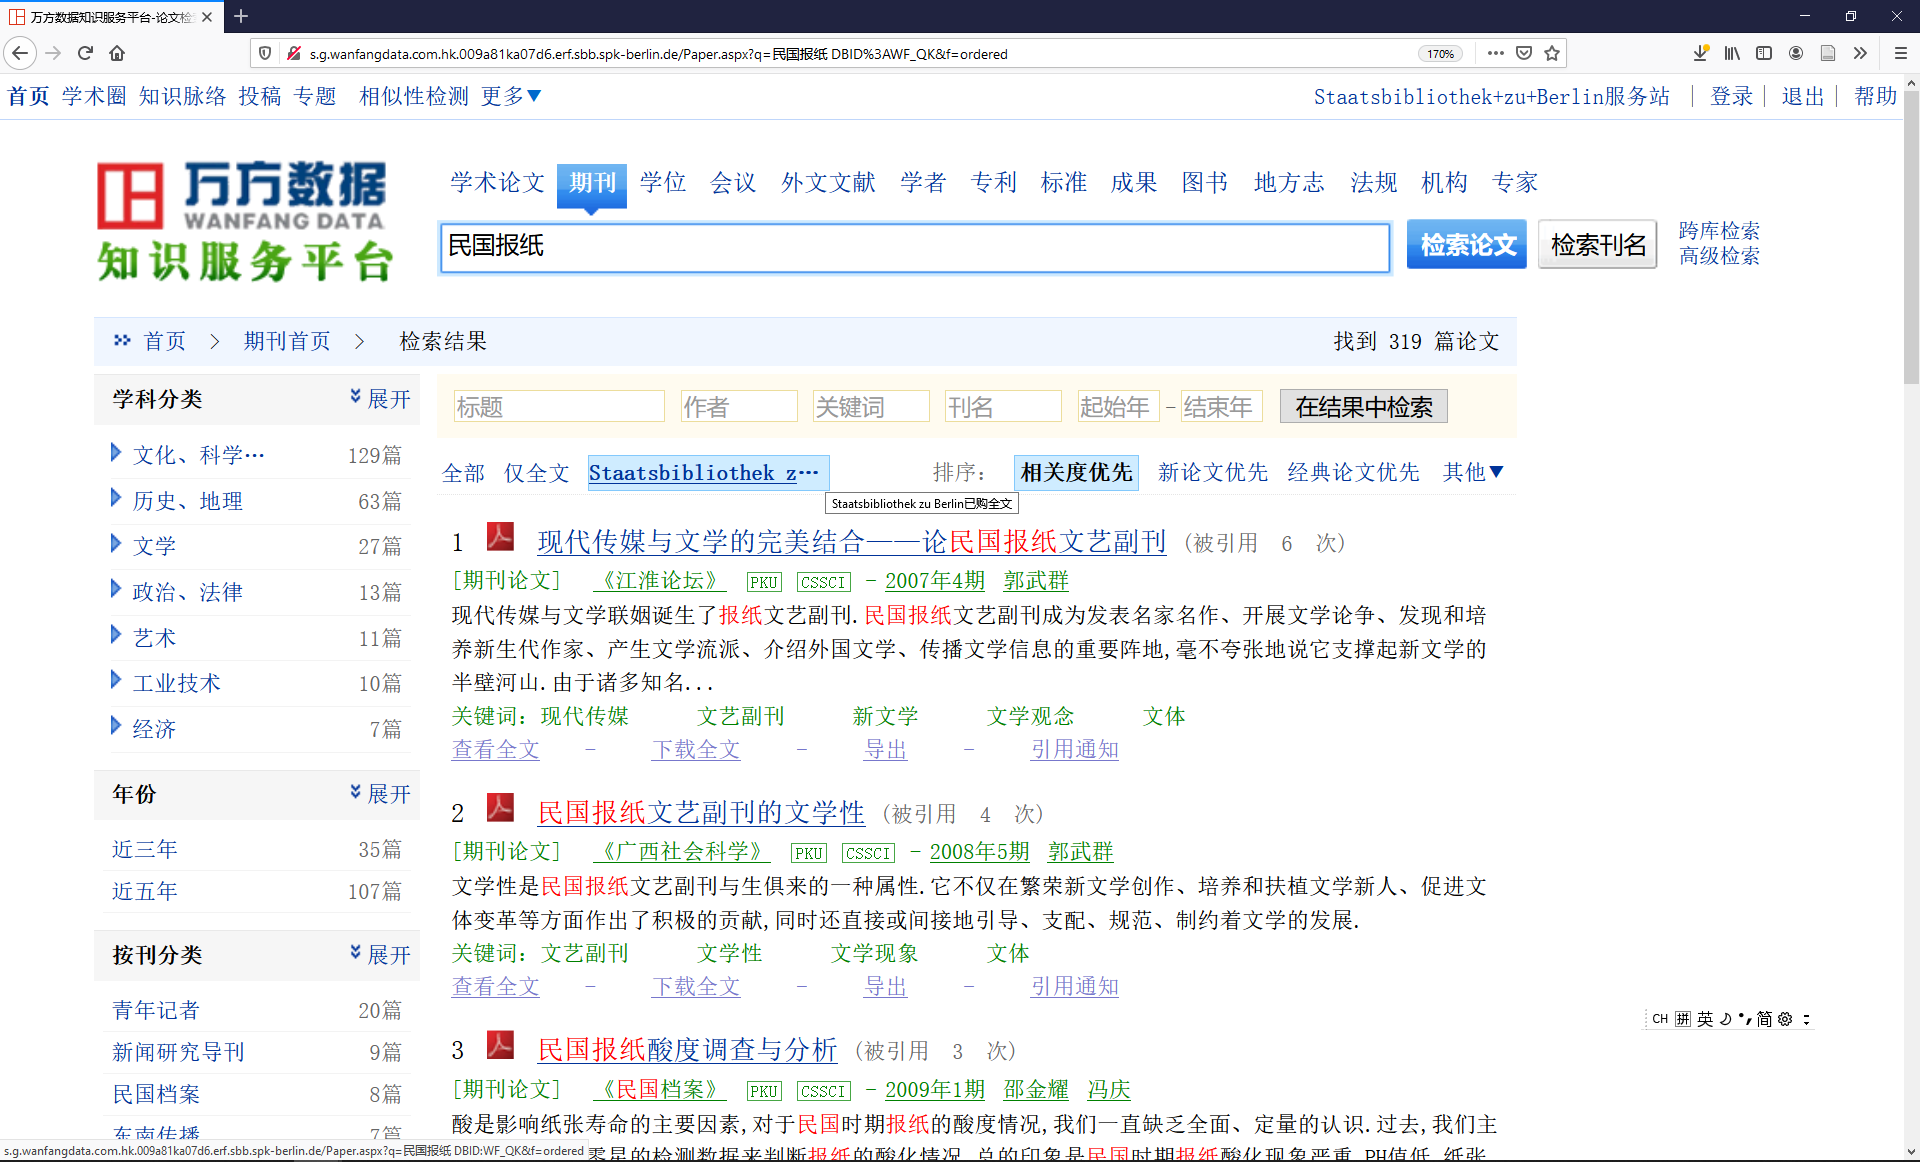 万方数据知识服务平台-论文检
s.g.wanfangdata.com.hk.009a81ka07d6.erf.sbb.spk-berlin.de/Paper.aspx?q=民国报纸 DBID%3AWF_QK&f=ordered
170%
首页 学术圈 知识脉络 投稿 专题 相似性检测 更多▼
Staatsbibliothek+zu+Berlin服务站 | 登录 | 退出 | 帮助
万方数据
WANFANG DATA
知识服务平台
学术论文 期刊 学位 会议 外文文献 学者 专利 标准 成果 图书 地方志 法规 机构 专家
民国报纸
检索论文 检索刊名
跨库检索
高级检索
首页 > 期刊首页 > 检索结果
找到 319 篇论文
学科分类 展开
文化、科学… 129篇
历史、地理 63篇
文学 27篇
政治、法律 13篇
艺术 11篇
工业技术 10篇
经济 7篇
年份 展开
近三年 35篇
近五年 107篇
按刊分类 展开
青年记者 20篇
新闻研究导刊 9篇
民国档案 8篇
东南传播 7篇
标题 作者 关键词 刊名 起始年 - 结束年 在结果中检索
全部 仅全文 Staatsbibliothek z… 排序： 相关度优先 新论文优先 经典论文优先 其他▼
Staatsbibliothek zu Berlin已购全文
1 现代传媒与文学的完美结合——论民国报纸文艺副刊 (被引用 6 次)
[期刊论文] 《江淮论坛》 PKU CSSCI - 2007年4期 郭武群
现代传媒与文学联姻诞生了报纸文艺副刊.民国报纸文艺副刊成为发表名家名作、开展文学论争、发现和培
养新生代作家、产生文学流派、介绍外国文学、传播文学信息的重要阵地,毫不夸张地说它支撑起新文学的
半壁河山.由于诸多知名...
关键词：现代传媒 文艺副刊 新文学 文学观念 文体
查看全文 - 下载全文 - 导出 - 引用通知
2 民国报纸文艺副刊的文学性 (被引用 4 次)
[期刊论文] 《广西社会科学》 PKU CSSCI - 2008年5期 郭武群
文学性是民国报纸文艺副刊与生俱来的一种属性.它不仅在繁荣新文学创作、培养和扶植文学新人、促进文
体变革等方面作出了积极的贡献,同时还直接或间接地引导、支配、规范、制约着文学的发展.
关键词：文艺副刊 文学性 文学现象 文体
查看全文 - 下载全文 - 导出 - 引用通知
3 民国报纸酸度调查与分析 (被引用 3 次)
[期刊论文] 《民国档案》 PKU CSSCI - 2009年1期 邵金耀 冯庆
酸是影响纸张寿命的主要因素,对于民国时期报纸的酸度情况,我们一直缺乏全面、定量的认识.过去,我们主
零星的检测数据来判断报纸的酸化情况,总的印象是民国时期报纸酸化现象严重,PH值低,纸张
CH 拼 英 简
s.g.wanfangdata.com.hk.009a81ka07d6.erf.sbb.spk-berlin.de/Paper.aspx?q=民国报纸 DBID:WF_QK&f=ordered